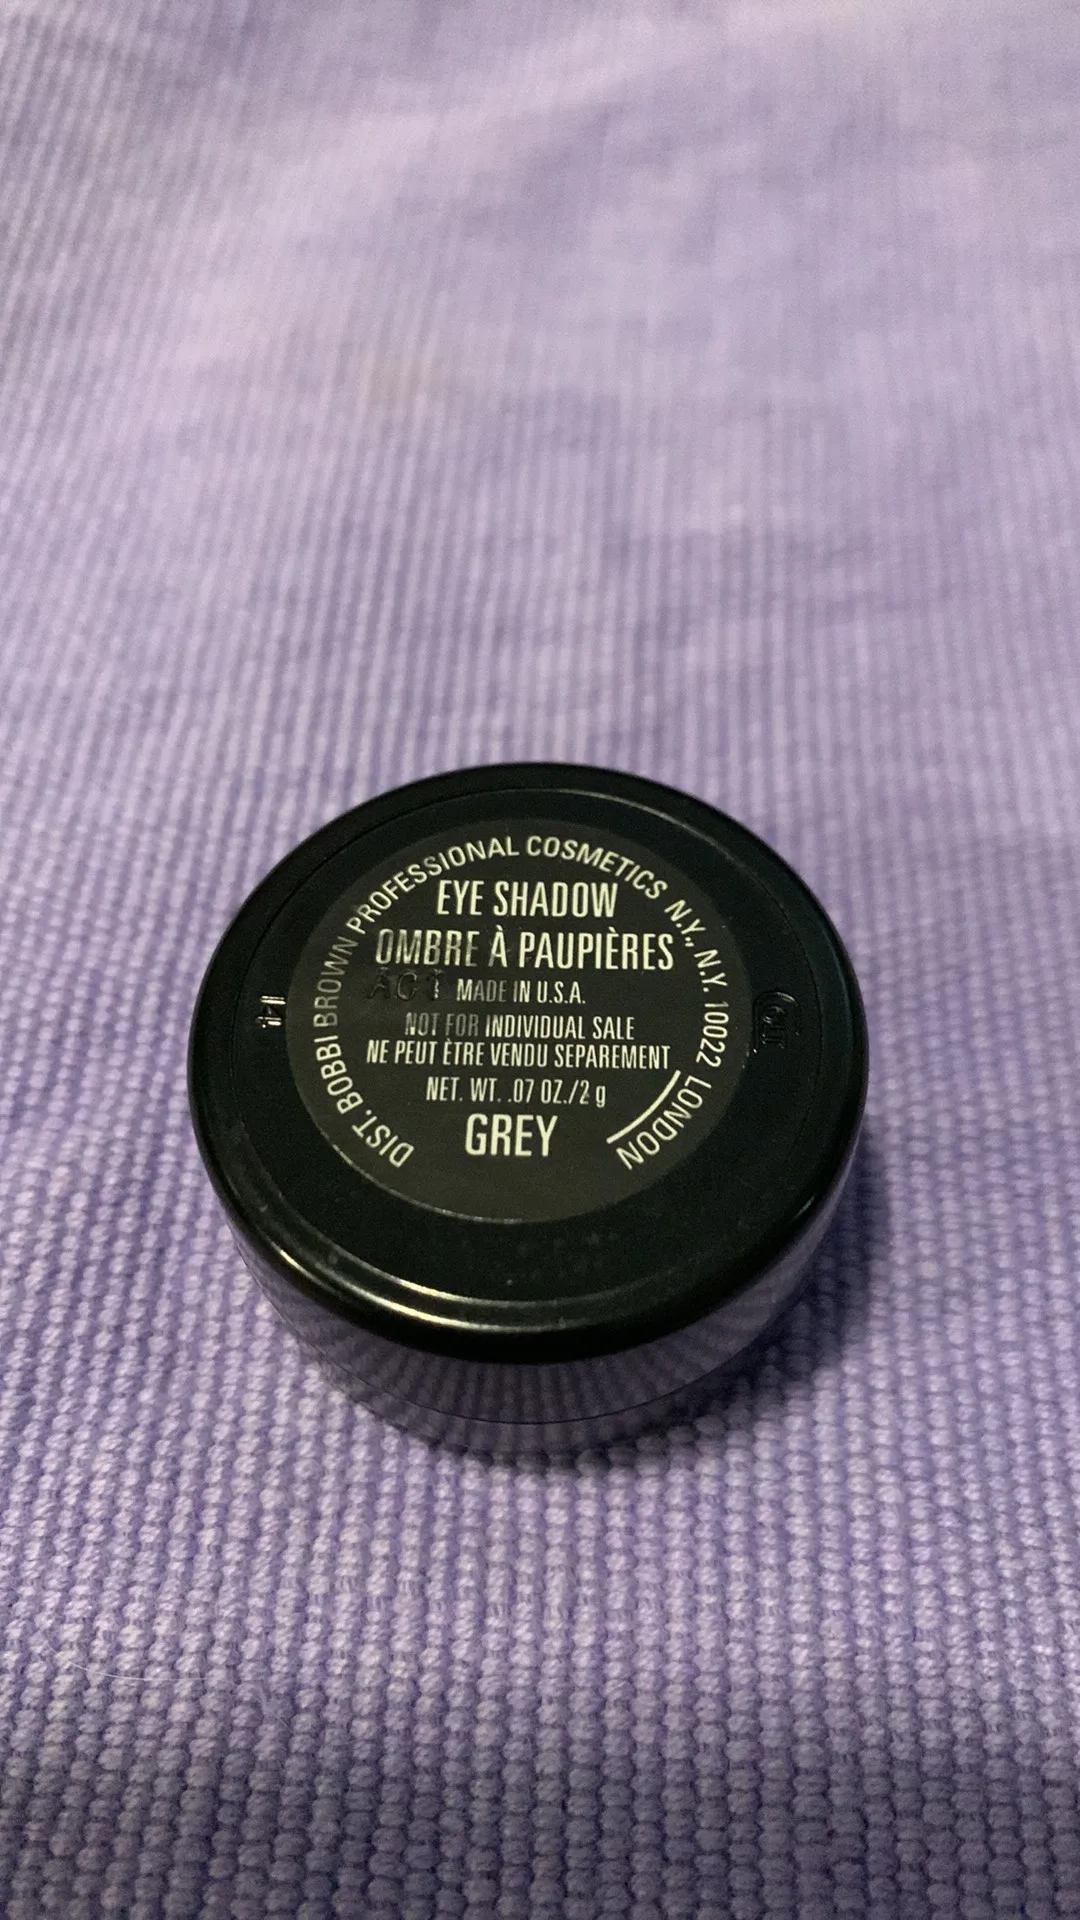 DIST. BOBBI BROWN PROFESSIONAL COSMETICS N.Y., N.Y. 10022 LONDON
EYE SHADOW
OMBRE À PAUPIÈRES
MADE IN U.S.A.
NOT FOR INDIVIDUAL SALE
NE PEUT ÊTRE VENDU SEPAREMENT
NET. WT. .07 OZ./2 g
GREY
14